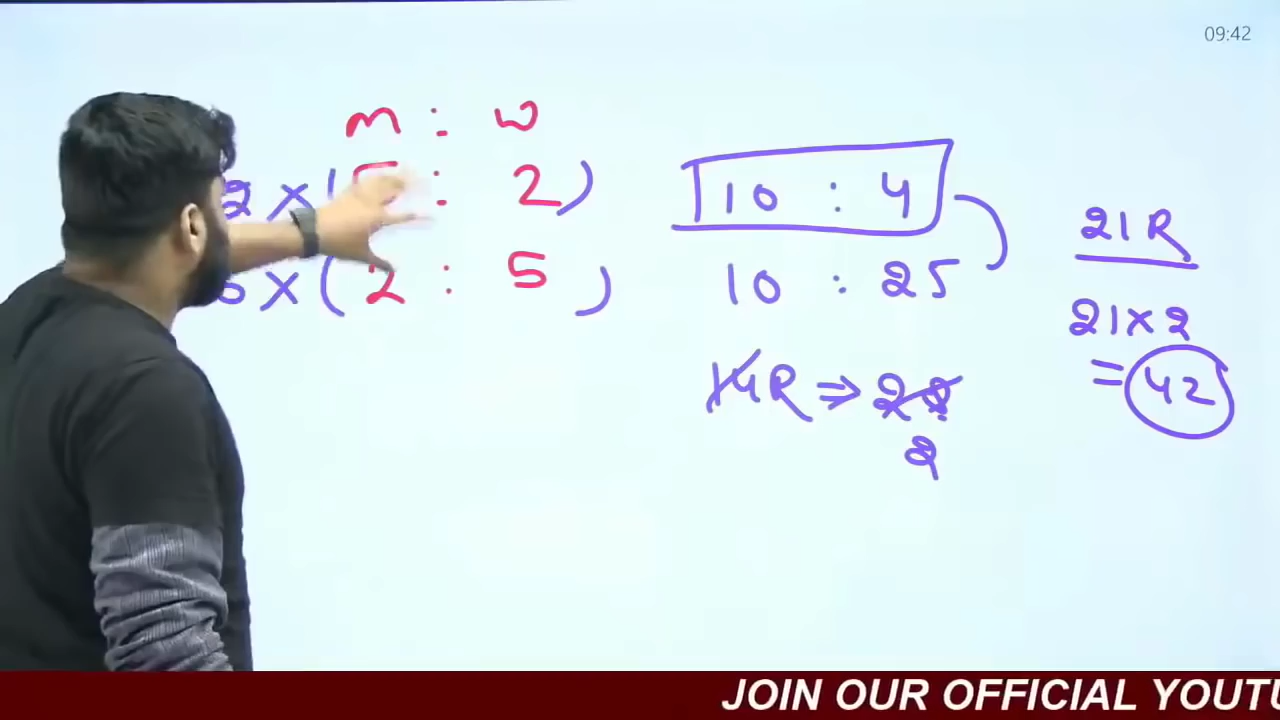 09:42
m : w
2 × ( : 2 )
× ( 2 : 5 )
10 : 4
10 : 25
14R ⇒ 28
2
21R
21×2
= 42
JOIN OUR OFFICIAL YOUTU